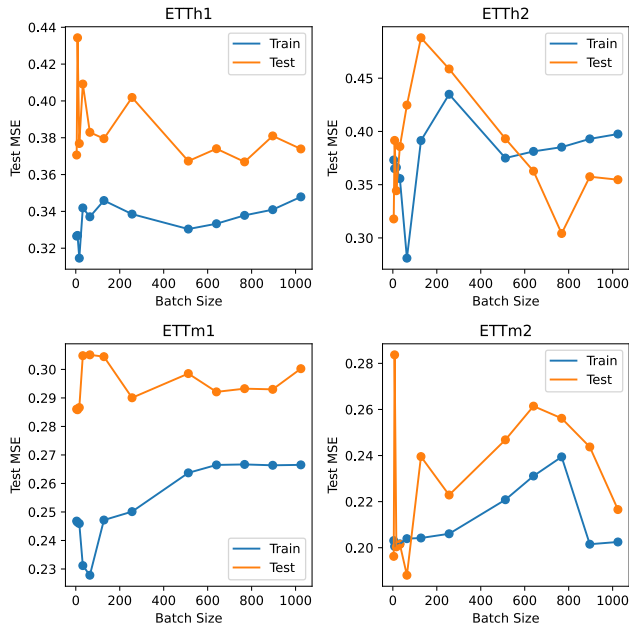 ETTh1
0.44
0.42
0.40
0.38
0.36
0.34
0.32
Test MSE
0 200 400 600 800 1000
Batch Size
Train
Test
ETTh2
0.45
0.40
0.35
0.30
Test MSE
0 200 400 600 800 1000
Batch Size
Train
Test
ETTm1
0.30
0.29
0.28
0.27
0.26
0.25
0.24
0.23
Test MSE
0 200 400 600 800 1000
Batch Size
Train
Test
ETTm2
0.28
0.26
0.24
0.22
0.20
Test MSE
0 200 400 600 800 1000
Batch Size
Train
Test